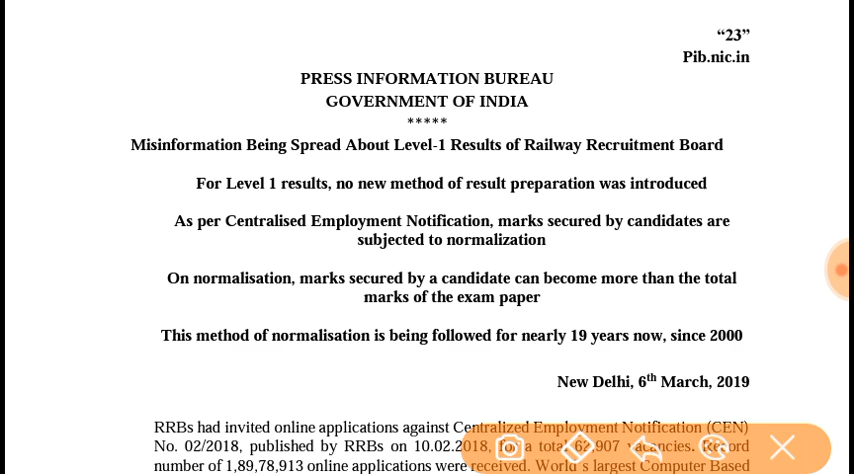 “23”
Pib.nic.in
PRESS INFORMATION BUREAU
GOVERNMENT OF INDIA
*****
Misinformation Being Spread About Level-1 Results of Railway Recruitment Board
For Level 1 results, no new method of result preparation was introduced
As per Centralised Employment Notification, marks secured by candidates are
subjected to normalization
On normalisation, marks secured by a candidate can become more than the total
marks of the exam paper
This method of normalisation is being followed for nearly 19 years now, since 2000
New Delhi, 6th March, 2019
RRBs had invited online applications against Centralized Employment Notification (CEN)
No. 02/2018, published by RRBs on 10.02.2018, for a total 62,907 vacancies. Record
number of 1,89,78,913 online applications were received. World's largest Computer Based